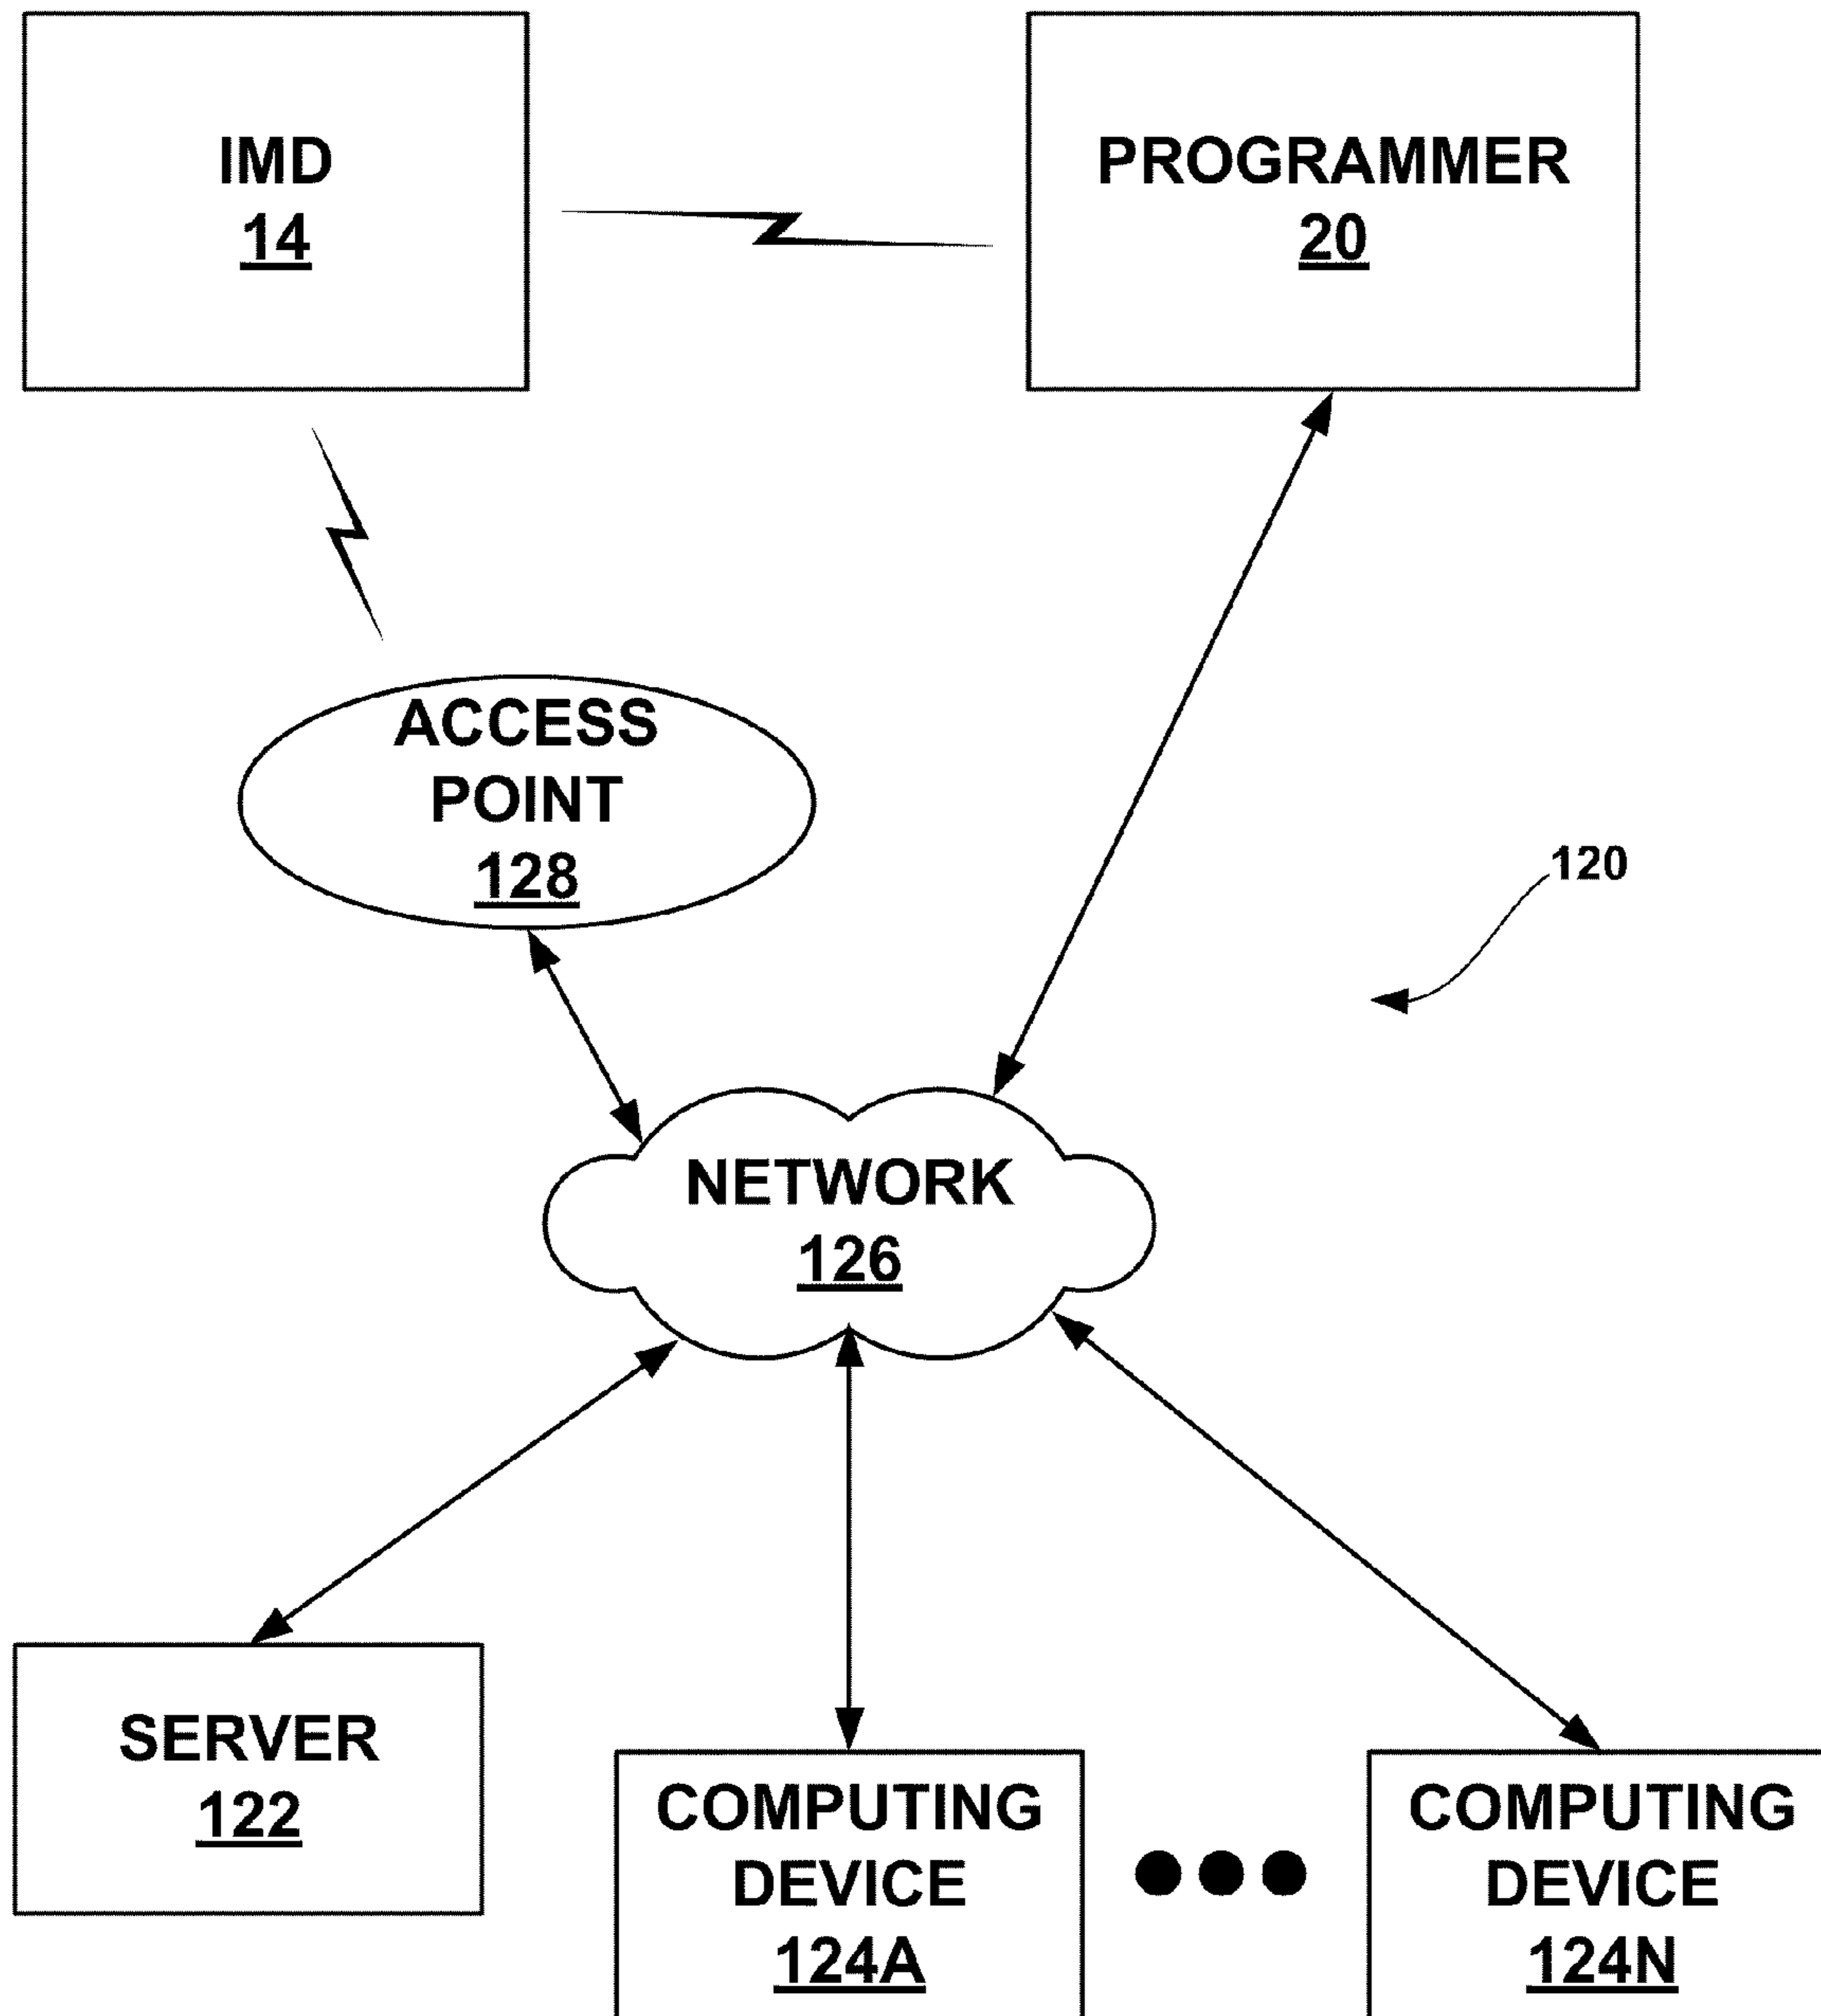 IMD
14
PROGRAMMER
20
ACCESS
POINT
128
120
NETWORK
126
SERVER
122
COMPUTING
DEVICE
124A
COMPUTING
DEVICE
124N